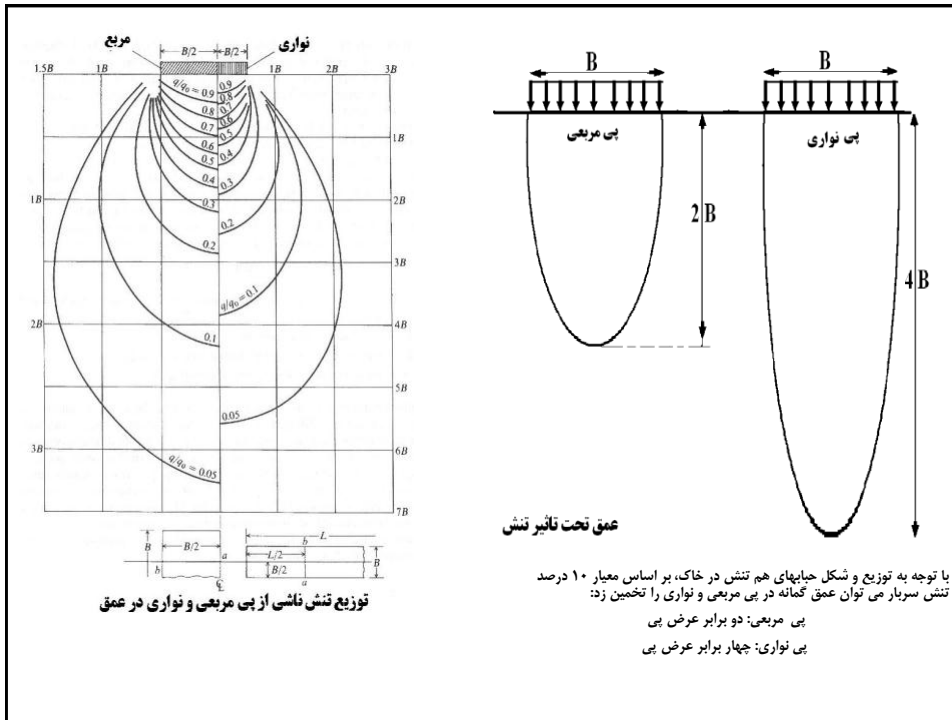 مربع
نواری
B/2
B/2
1.5B
1B
1B
2B
3B
q/q₀ = 0.9
0.9
0.8
0.8
0.7
0.7
0.6
0.6
0.5
0.5
0.4
0.4
0.3
0.3
0.2
0.2
q/q₀ = 0.1
0.1
0.05
q/q₀ = 0.05
1B
2B
3B
1B
2B
3B
4B
5B
6B
7B
B
B/2
a
b
℄
L
b
L/2
B/2
B
a
توزیع تنش ناشی از پی مربعی و نواری در عمق
B
B
پی مربعی
پی نواری
2 B
4 B
عمق تحت تاثیر تنش
با توجه به توزیع و شکل حبابهای هم تنش در خاک، بر اساس معیار ۱۰ درصد
تنش سربار می توان عمق گمانه در پی مربعی و نواری را تخمین زد:
پی مربعی: دو برابر عرض پی
پی نواری: چهار برابر عرض پی